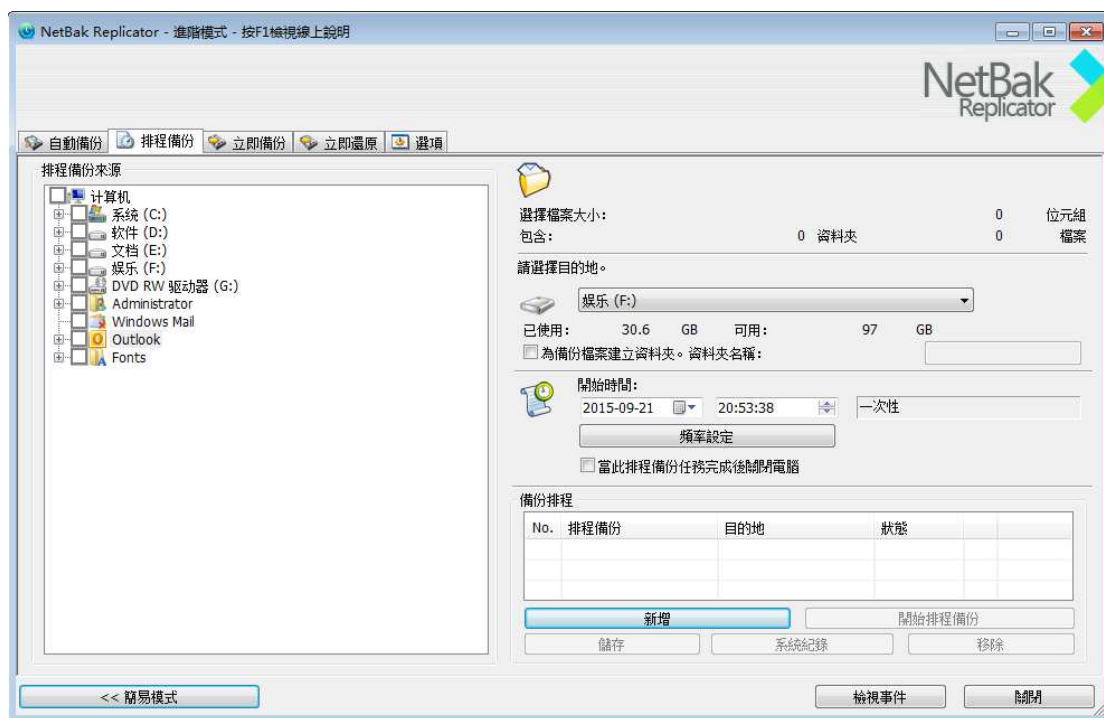 NetBak Replicator - 進階模式 - 按F1檢視線上說明
NetBak
Replicator
自動備份 排程備份 立即備份 立即還原 選項
排程備份來源
计算机
系统 (C:)
软件 (D:)
文档 (E:)
娱乐 (F:)
DVD RW 驱动器 (G:)
Administrator
Windows Mail
Outlook
Fonts
選擇檔案大小: 0 位元組
包含: 0 資料夾 0 檔案
請選擇目的地。
娱乐 (F:)
已使用: 30.6 GB 可用: 97 GB
為備份檔案建立資料夾。資料夾名稱:
開始時間:
2015-09-21 20:53:38 一次性
頻率設定
當此排程備份任務完成後關閉電腦
備份排程
No. 排程備份 目的地 狀態
新增 開始排程備份
儲存 系統紀錄 移除
<< 簡易模式 檢視事件 關閉